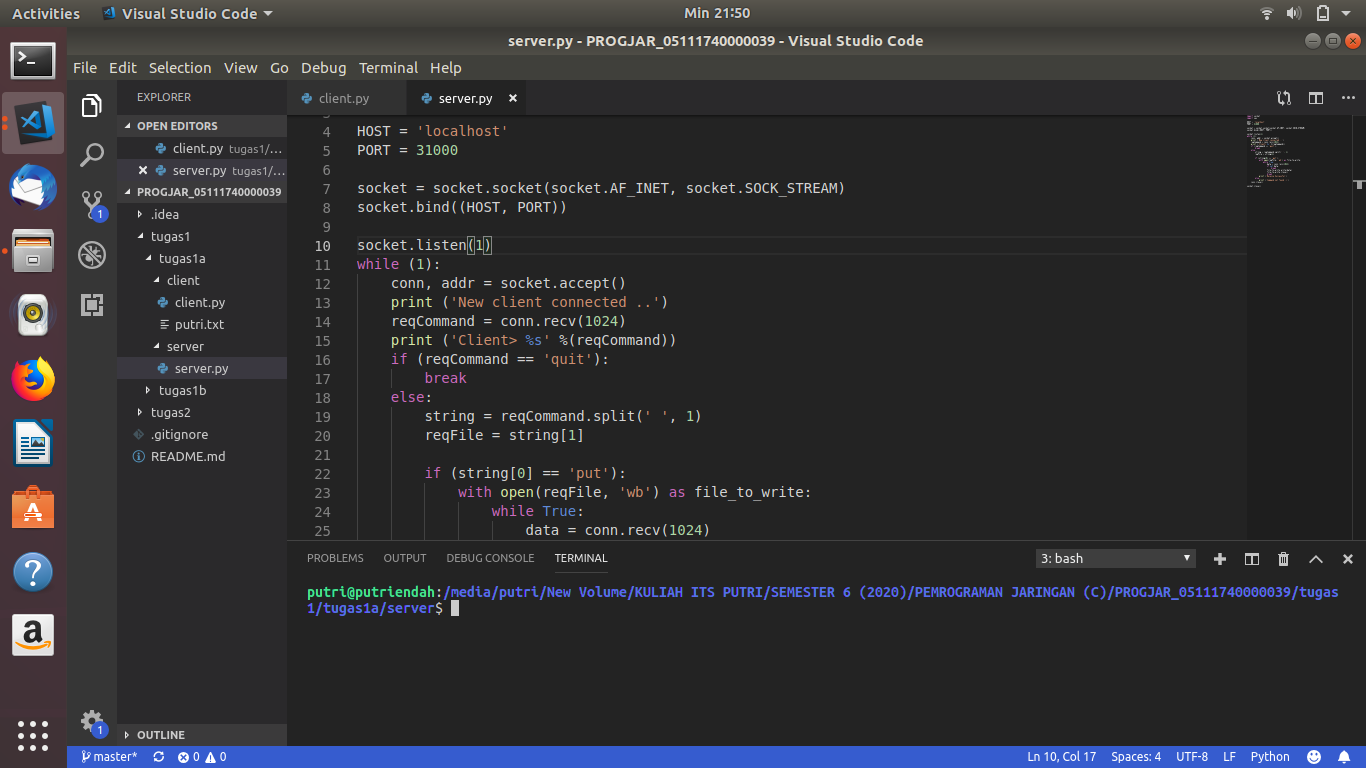 Activities Visual Studio Code Min 21:50
server.py - PROGJAR_05111740000039 - Visual Studio Code
File Edit Selection View Go Debug Terminal Help
EXPLORER
OPEN EDITORS
client.py tugas1/...
server.py tugas1/...
PROGJAR_05111740000039
.idea
tugas1
tugas1a
client
client.py
putri.txt
server
server.py
tugas1b
tugas2
.gitignore
README.md
OUTLINE
1
1
client.py server.py
4 HOST = 'localhost'
5 PORT = 31000
6
7 socket = socket.socket(socket.AF_INET, socket.SOCK_STREAM)
8 socket.bind((HOST, PORT))
9
10 socket.listen(1)
11 while (1):
12 conn, addr = socket.accept()
13 print ('New client connected ..')
14 reqCommand = conn.recv(1024)
15 print ('Client> %s' %(reqCommand))
16 if (reqCommand == 'quit'):
17 break
18 else:
19 string = reqCommand.split(' ', 1)
20 reqFile = string[1]
21
22 if (string[0] == 'put'):
23 with open(reqFile, 'wb') as file_to_write:
24 while True:
25 data = conn.recv(1024)
PROBLEMS OUTPUT DEBUG CONSOLE TERMINAL 3: bash
putri@putriendah:/media/putri/New Volume/KULIAH ITS PUTRI/SEMESTER 6 (2020)/PEMROGRAMAN JARINGAN (C)/PROGJAR_05111740000039/tugas
1/tugas1a/server$
master* 0 0 Ln 10, Col 17 Spaces: 4 UTF-8 LF Python